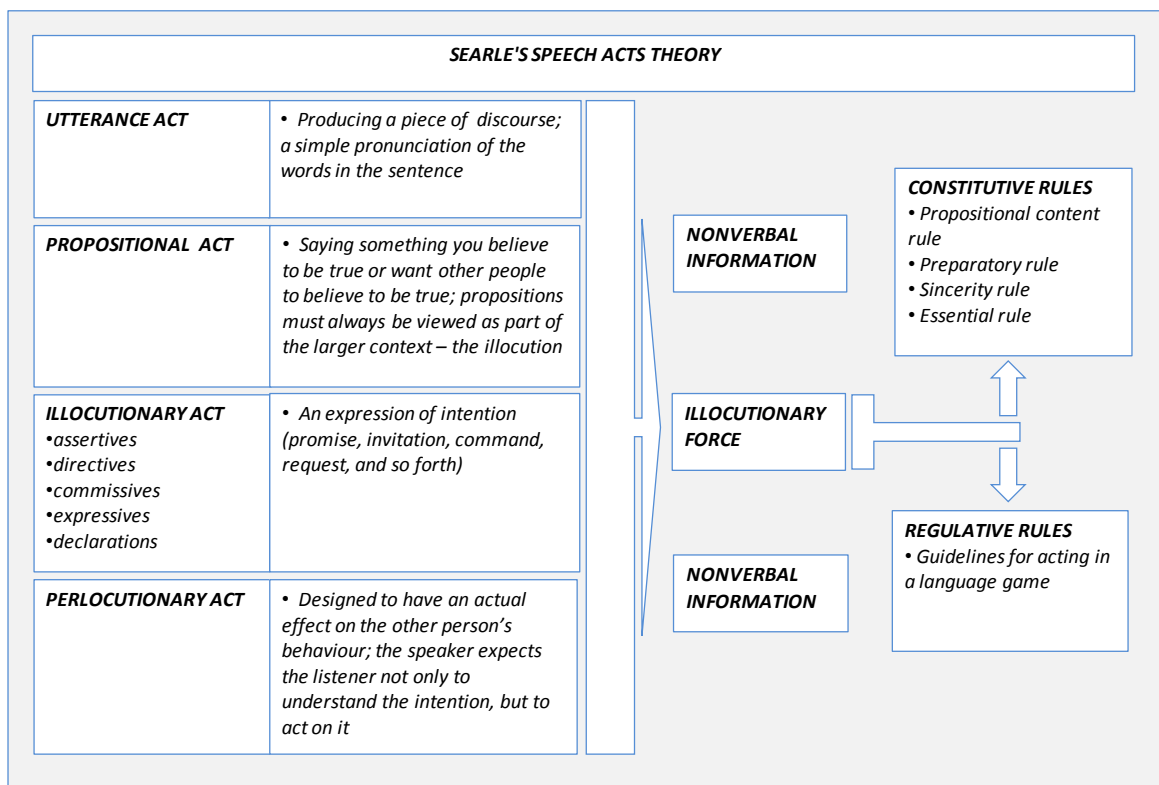 SEARLE'S SPEECH ACTS THEORY
UTTERANCE ACT
• Producing a piece of discourse;
a simple pronunciation of the
words in the sentence
PROPOSITIONAL ACT
• Saying something you believe
to be true or want other people
to believe to be true; propositions
must always be viewed as part of
the larger context – the illocution
ILLOCUTIONARY ACT
•assertives
•directives
•commissives
•expressives
•declarations
• An expression of intention
(promise, invitation, command,
request, and so forth)
PERLOCUTIONARY ACT
• Designed to have an actual
effect on the other person's
behaviour; the speaker expects
the listener not only to
understand the intention, but to
act on it
NONVERBAL
INFORMATION
ILLOCUTIONARY
FORCE
NONVERBAL
INFORMATION
CONSTITUTIVE RULES
• Propositional content
rule
• Preparatory rule
• Sincerity rule
• Essential rule
REGULATIVE RULES
• Guidelines for acting in
a language game